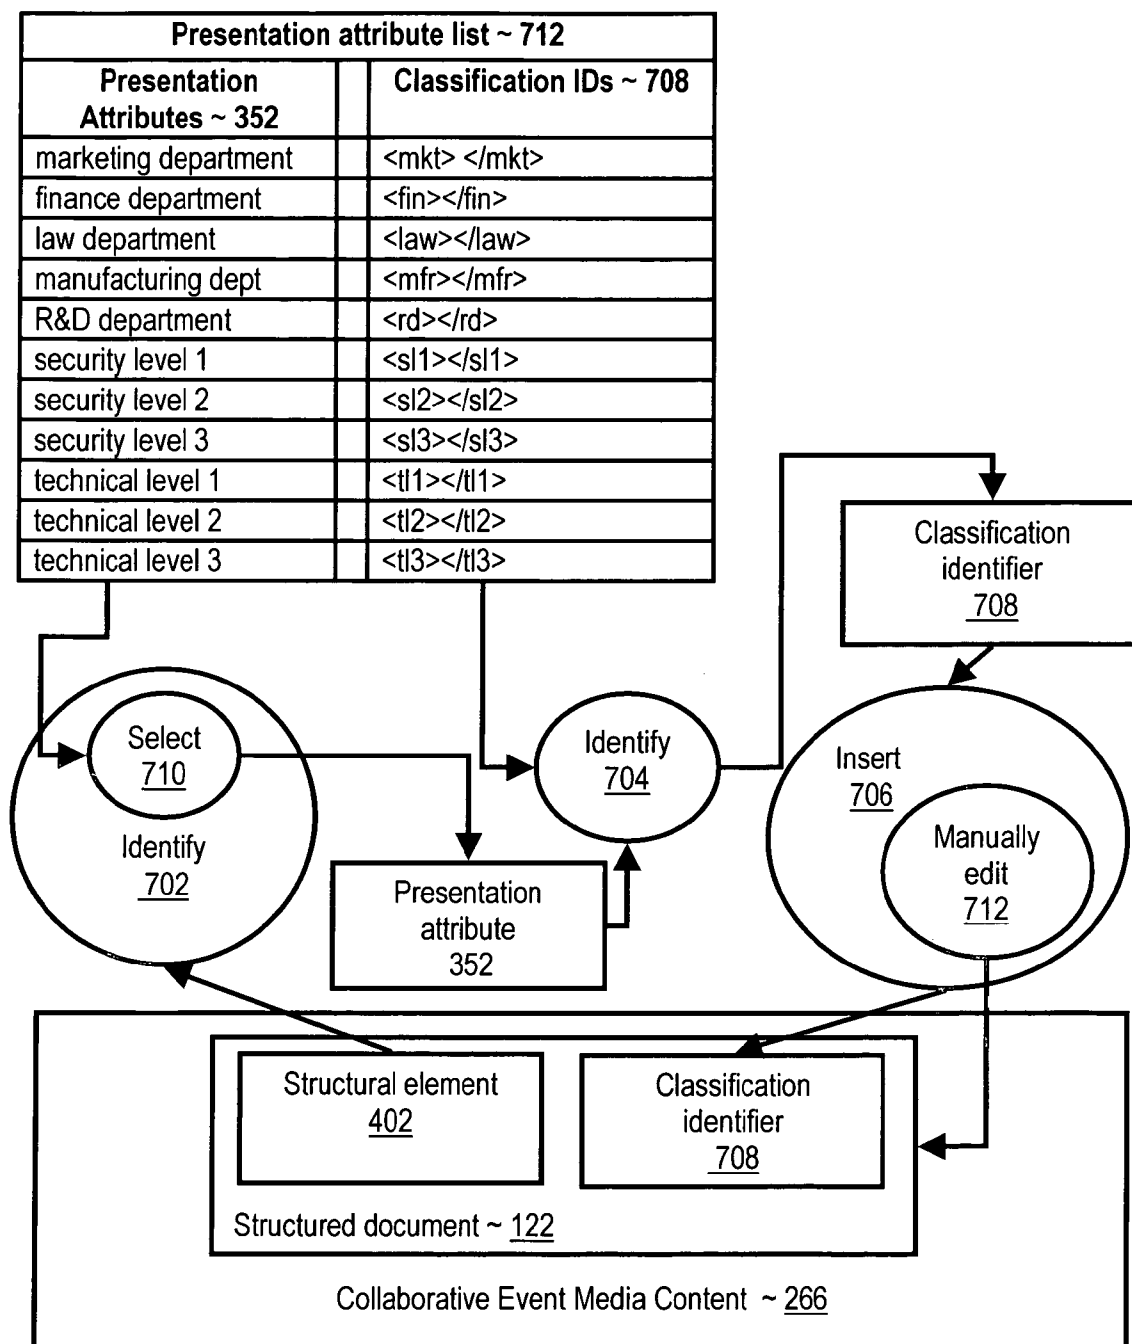 Presentation attribute list ~ 712
Presentation Attributes ~ 352
Classification IDs ~ 708
marketing department <mkt> </mkt>
finance department <fin></fin>
law department <law></law>
manufacturing dept <mfr></mfr>
R&D department <rd></rd>
security level 1 <sl1></sl1>
security level 2 <sl2></sl2>
security level 3 <sl3></sl3>
technical level 1 <tl1></tl1>
technical level 2 <tl2></tl2>
technical level 3 <tl3></tl3>
Classification
identifier
708
Select
710
Identify
702
Identify
704
Presentation
attribute
352
Insert
706
Manually
edit
712
Structural element
402
Classification
identifier
708
Structured document ~ 122
Collaborative Event Media Content ~ 266